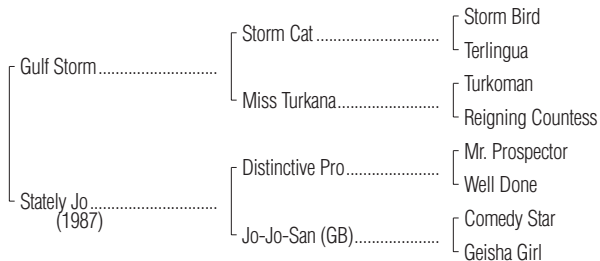 Storm Bird
Storm Cat........................................
Terlingua
Gulf Storm............................
Turkoman
Miss Turkana.................................
Reigning Countess
Mr. Prospector
Distinctive Pro...............................
Well Done
Stately Jo...............................
(1987)
Comedy Star
Jo-Jo-San (GB)...........................
Geisha Girl